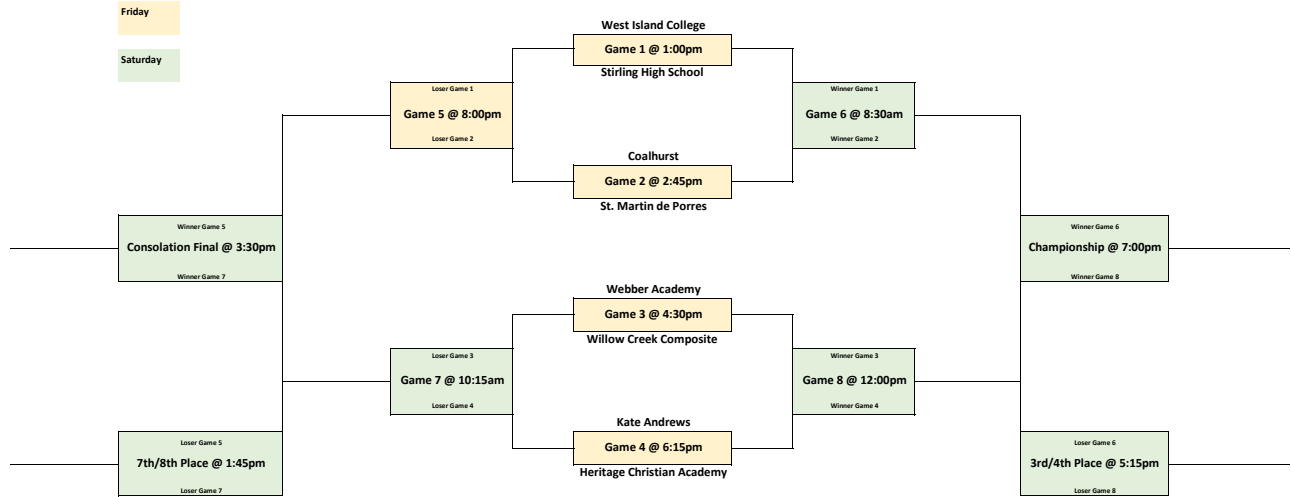 Friday
Saturday
West Island College
Game 1 @ 1:00pm
Stirling High School
Loser Game 1
Game 5 @ 8:00pm
Loser Game 2
Winner Game 1
Game 6 @ 8:30am
Winner Game 2
Coalhurst
Game 2 @ 2:45pm
St. Martin de Porres
Winner Game 5
Consolation Final @ 3:30pm
Winner Game 7
Winner Game 6
Championship @ 7:00pm
Winner Game 8
Webber Academy
Game 3 @ 4:30pm
Willow Creek Composite
Loser Game 3
Game 7 @ 10:15am
Loser Game 4
Winner Game 3
Game 8 @ 12:00pm
Winner Game 4
Kate Andrews
Game 4 @ 6:15pm
Heritage Christian Academy
Loser Game 5
7th/8th Place @ 1:45pm
Loser Game 7
Loser Game 6
3rd/4th Place @ 5:15pm
Loser Game 8